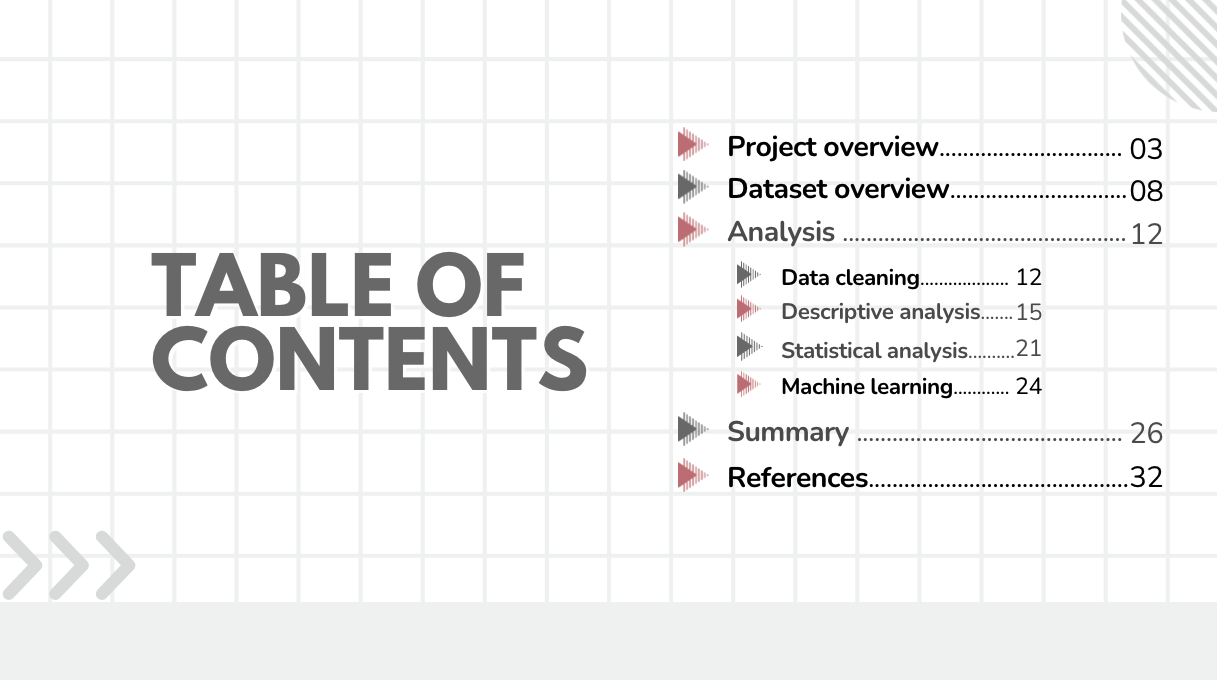 TABLE OF
CONTENTS
Project overview............................... 03
Dataset overview..............................08
Analysis ................................................ 12
Data cleaning................... 12
Descriptive analysis.......15
Statistical analysis..........21
Machine learning............ 24
Summary ............................................. 26
References............................................32